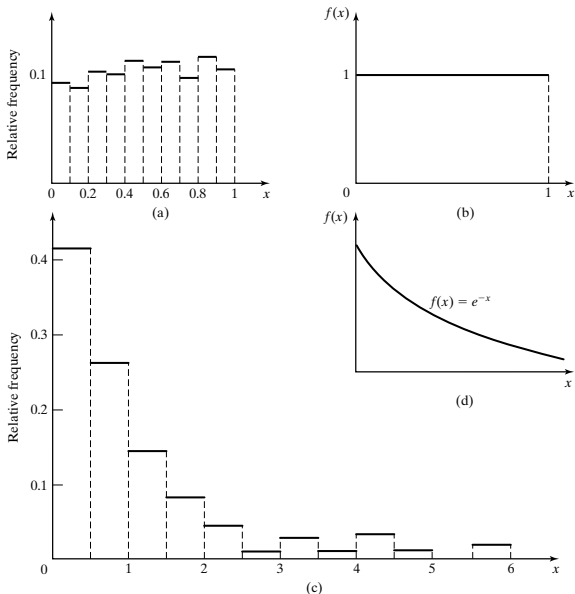 Relative frequency
0.1
0 0.2 0.4 0.6 0.8 1 x
(a)
f(x)
1
0 1 x
(b)
Relative frequency
0.4
0.3
0.2
0.1
0 1 2 3 4 5 6 x
(c)
f(x)
f(x) = e⁻ˣ
x
(d)